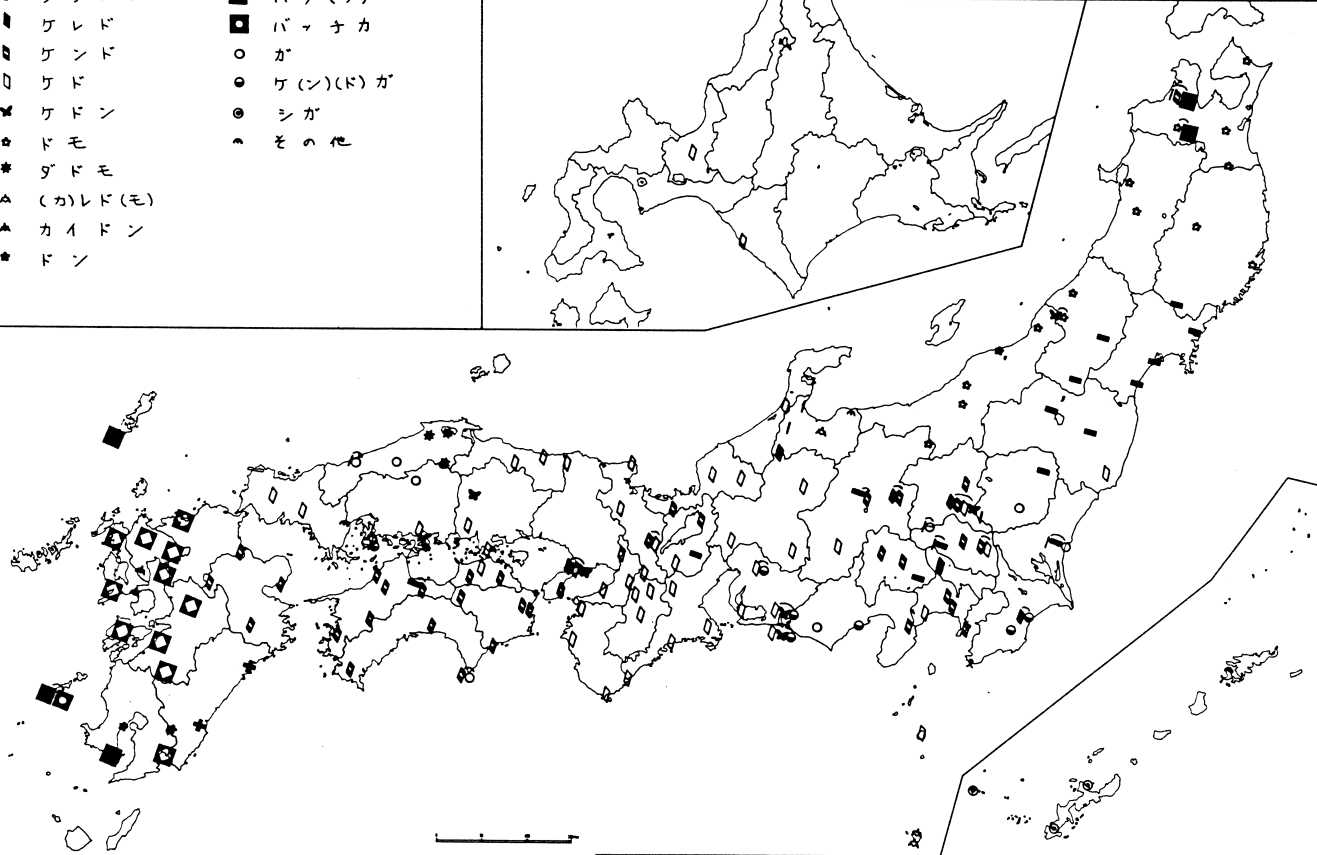 ケレド
ケンド
ケド
ケドン
ドモ
ダドモ
(カ)レド(モ)
カイドン
ドン
バッテカ
ガ
ケ(ン)(ド)ガ
シガ
その他